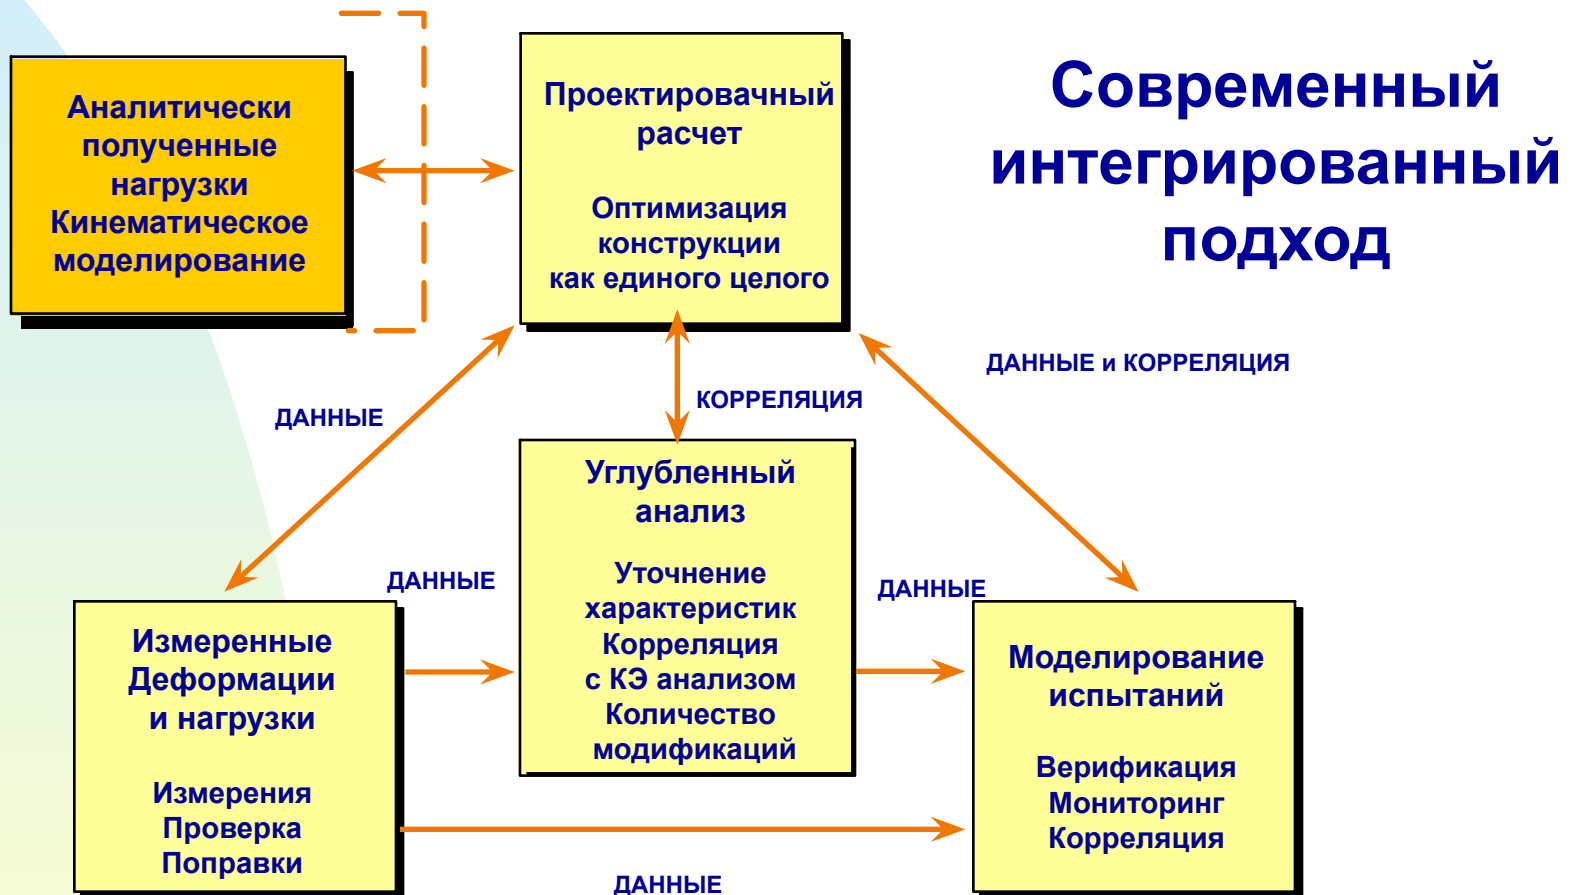 Современный
интегрированный
подход
Аналитически
полученные
нагрузки
Кинематическое
моделирование
Проектировачный
расчет
Оптимизация
конструкции
как единого целого
ДАННЫЕ
КОРРЕЛЯЦИЯ
ДАННЫЕ и КОРРЕЛЯЦИЯ
Углубленный
анализ
Уточнение
характеристик
Корреляция
с КЭ анализом
Количество
модификаций
ДАННЫЕ
ДАННЫЕ
Измеренные
Деформации
и нагрузки
Измерения
Проверка
Поправки
Моделирование
испытаний
Верификация
Мониторинг
Корреляция
ДАННЫЕ